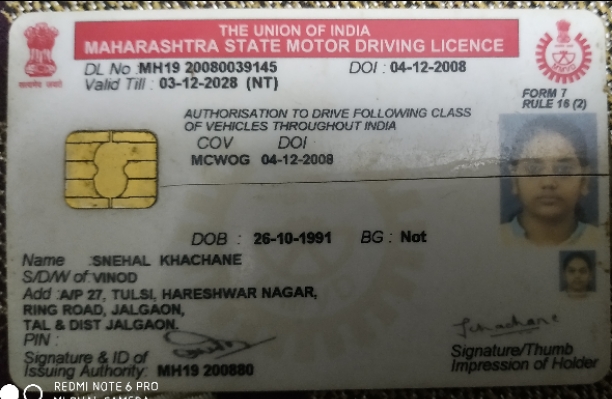 THE UNION OF INDIA
MAHARASHTRA STATE MOTOR DRIVING LICENCE
DL No : MH19 20080039145 DOI : 04-12-2008
Valid Till : 03-12-2028 (NT)
FORM 7
RULE 16 (2)
AUTHORISATION TO DRIVE FOLLOWING CLASS
OF VEHICLES THROUGHOUT INDIA
COV DOI
MCWOG 04-12-2008
DOB : 26-10-1991 BG : Not
Name : SNEHAL KHACHANE
S/D/W of : VINOD
Add : A/P 27, TULSI, HARESHWAR NAGAR,
RING ROAD, JALGAON,
TAL & DIST JALGAON.
PIN :
Signature & ID of
Issuing Authority: MH19 200880
Signature/Thumb
Impression of Holder
REDMI NOTE 6 PRO